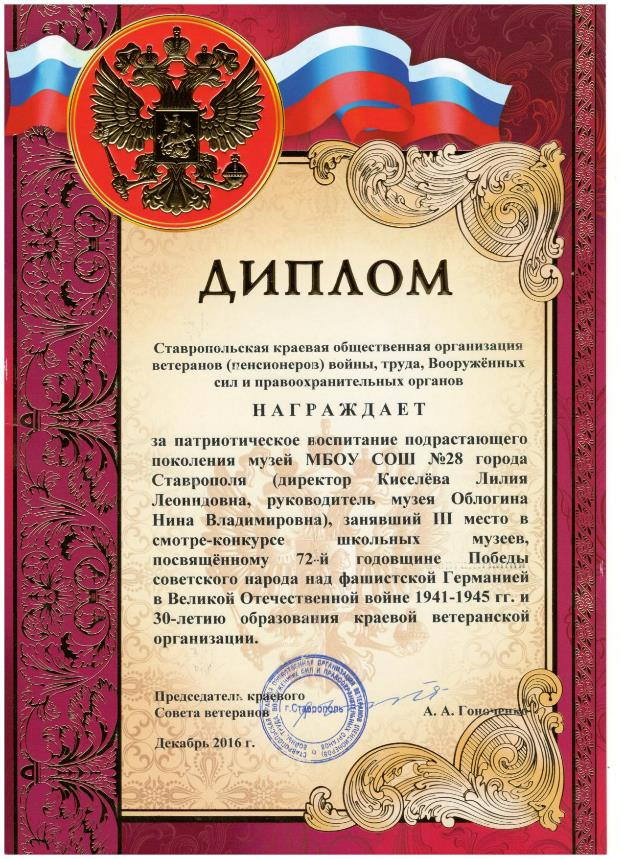 ДИПЛОМ
Ставропольская краевая общественная организация
ветеранов (пенсионеров) войны, труда, Вооружённых
сил и правоохранительных органов
НАГРАЖДАЕТ
за патриотическое воспитание подрастающего
поколения музей МБОУ СОШ №28 города
Ставрополя (директор Киселёва Лилия
Леонидовна, руководитель музея Облогина
Нина Владимировна), занявший III место в
смотре-конкурсе школьных музеев,
посвящённому 72-й годовщине Победы
советского народа над фашистской Германией
в Великой Отечественной войне 1941-1945 гг. и
30-летию образования краевой ветеранской
организации.
Председатель краевого
Совета ветеранов А. А. Гоноченко
г.Ставрополь
Декабрь 2016 г.